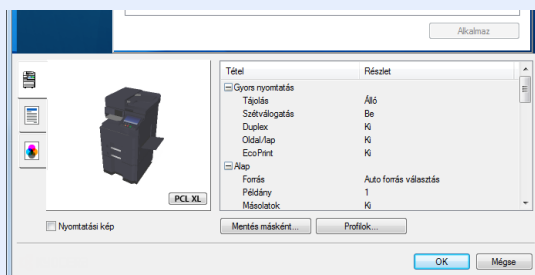 Alkalmaz
Tétel Részlet
Gyors nyomtatás
Tájolás Álló
Szétválogatás Be
Duplex Ki
Oldal/lap Ki
EcoPrint Ki
Alap
Forrás Auto forrás választás
Példány 1
Másolatok Ki
PCL XL
Nyomtatási kép
Mentés másként... Profilok...
OK Mégse